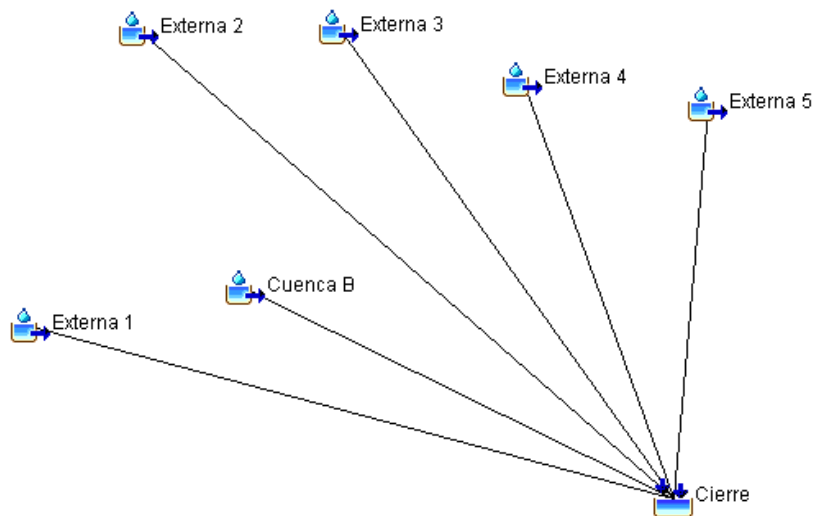 Externa 2
Externa 3
Externa 4
Externa 5
Cuenca B
Externa 1
Cierre